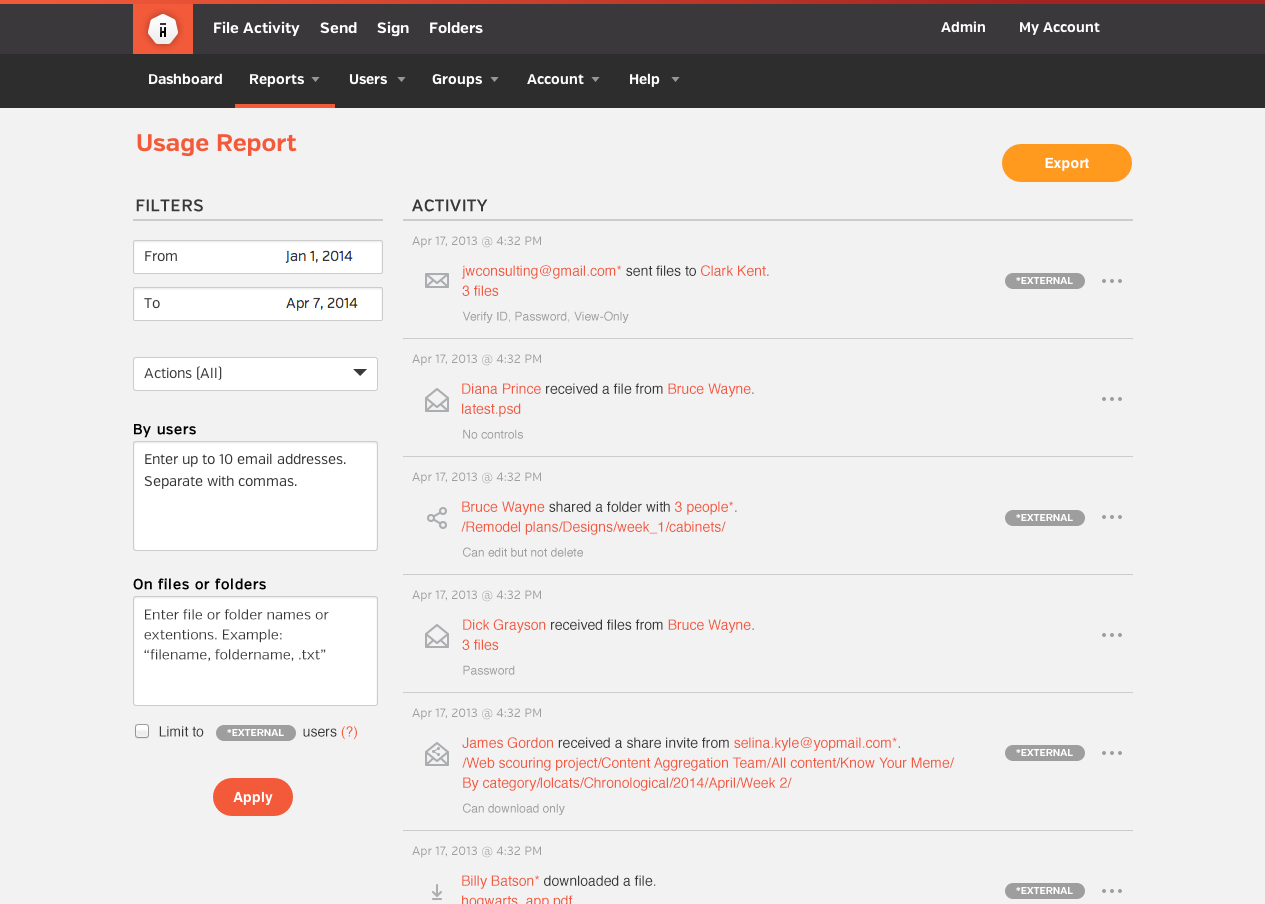 H
File Activity Send Sign Folders Admin My Account
Dashboard Reports Users Groups Account Help
Usage Report
Export
FILTERS
From Jan 1, 2014
To Apr 7, 2014
Actions (All)
By users
Enter up to 10 email addresses.
Separate with commas.
On files or folders
Enter file or folder names or
extentions. Example:
“filename, foldername, .txt”
Limit to *EXTERNAL users (?)
Apply
ACTIVITY
Apr 17, 2013 @ 4:32 PM
jwconsulting@gmail.com* sent files to Clark Kent.
3 files
*EXTERNAL
Verify ID, Password, View-Only
Apr 17, 2013 @ 4:32 PM
Diana Prince received a file from Bruce Wayne.
latest.psd
No controls
Apr 17, 2013 @ 4:32 PM
Bruce Wayne shared a folder with 3 people*.
/Remodel plans/Designs/week_1/cabinets/
*EXTERNAL
Can edit but not delete
Apr 17, 2013 @ 4:32 PM
Dick Grayson received files from Bruce Wayne.
3 files
Password
Apr 17, 2013 @ 4:32 PM
James Gordon received a share invite from selina.kyle@yopmail.com*.
/Web scouring project/Content Aggregation Team/All content/Know Your Meme/
By category/lolcats/Chronological/2014/April/Week 2/
*EXTERNAL
Can download only
Apr 17, 2013 @ 4:32 PM
Billy Batson* downloaded a file.
hogwarts_app.pdf
*EXTERNAL